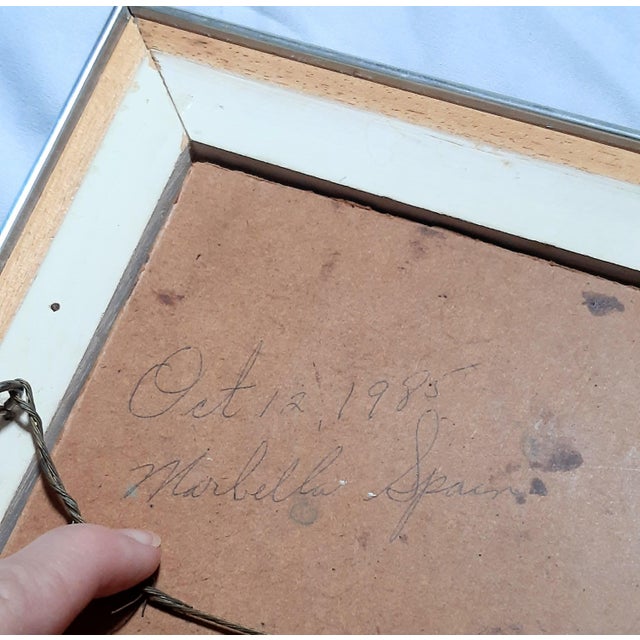 Oct 12, 1985
Marbella Spain